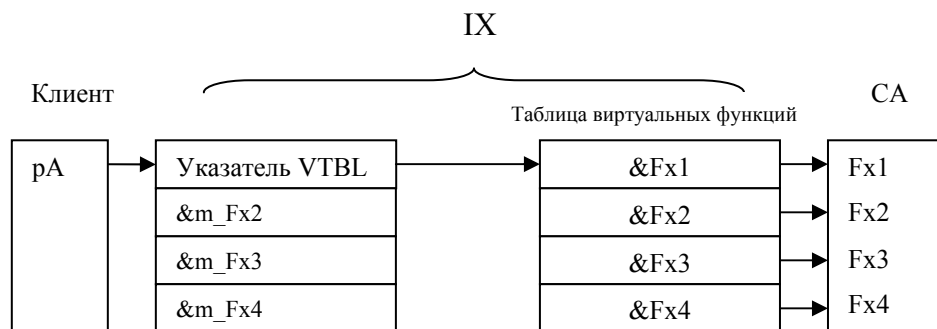 IX
Клиент
СА
Таблица виртуальных функций
pA
Указатель VTBL
&Fx1
Fx1
&m_Fx2
&Fx2
Fx2
&m_Fx3
&Fx3
Fx3
&m_Fx4
&Fx4
Fx4